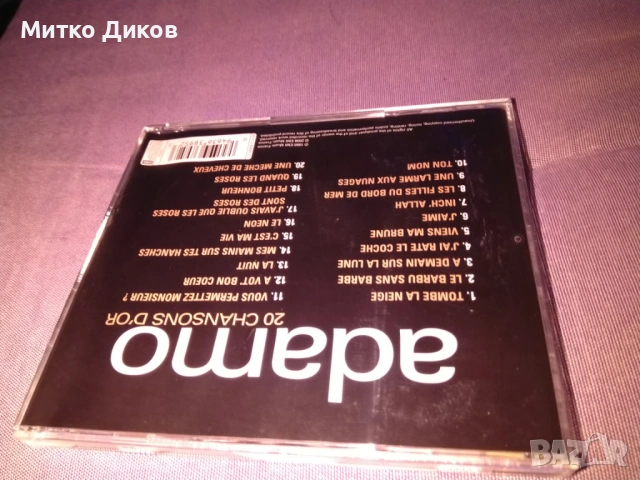 Митко Диков
adamo
20 CHANSONS D'OR
1. TOMBE LA NEIGE
2. LE BARBU SANS BARBE
3. A DEMAIN SUR LA LUNE
4. J'AI RATE LE COCHE
5. VIENS MA BRUNE
6. J'AIME
7. INCH' ALLAH
8. LES FILLES DU BORD DE MER
9. UNE LARME AUX NUAGES
10. TON NOM
11. VOUS PERMETTEZ MONSIEUR ?
12. A VOT' BON COEUR
13. LA NUIT
14. MES MAINS SUR TES HANCHES
15. C'EST MA VIE
16. LE NEON
17. J'AVAIS OUBLIE QUE LES ROSES
SONT DES ROSES
18. PETIT BONHEUR
19. QUAND LES ROSES
20. UNE MECHE DE CHEVEUX
BAZAR